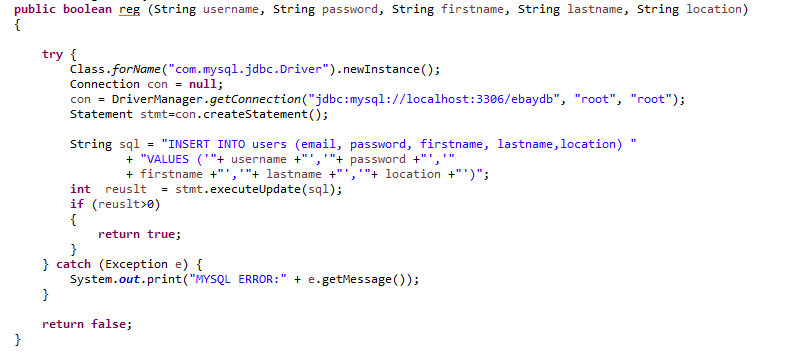 public boolean reg (String username, String password, String firstname, String lastname, String location)
{
try {
Class.forName("com.mysql.jdbc.Driver").newInstance();
Connection con = null;
con = DriverManager.getConnection("jdbc:mysql://localhost:3306/ebaydb", "root", "root");
Statement stmt=con.createStatement();
String sql = "INSERT INTO users (email, password, firstname, lastname,location) "
+ "VALUES ('"+ username +"','"+ password +"','"
+ firstname +"','"+ lastname +"','"+ location +"')";
int reuslt = stmt.executeUpdate(sql);
if (reuslt>0)
{
return true;
}
} catch (Exception e) {
System.out.print("MYSQL ERROR:" + e.getMessage());
}
return false;
}